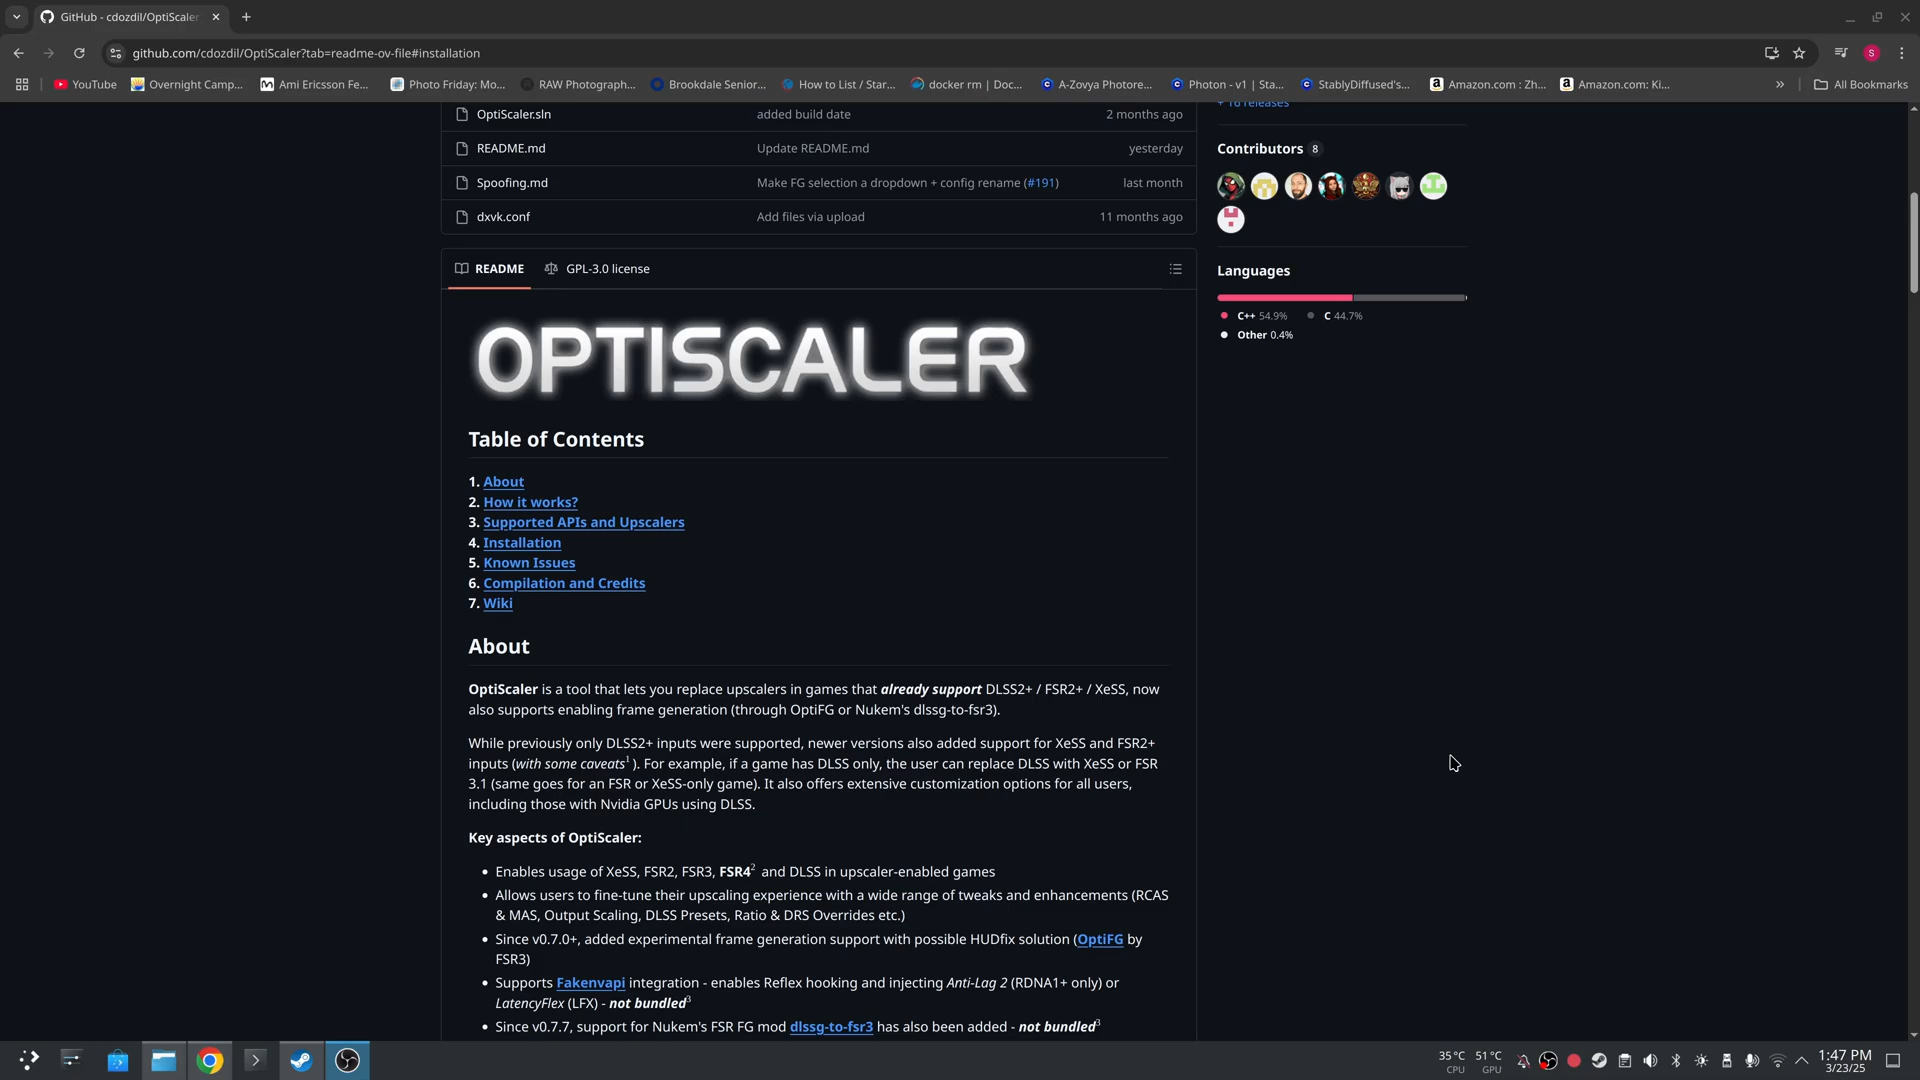 GitHub - cdozdil/OptiScaler
github.com/cdozdil/OptiScaler?tab=readme-ov-file#installation
S
YouTube
Overnight Camp...
Ami Ericsson Fe...
Photo Friday: Mo...
RAW Photograph...
Brookdale Senior...
How to List / Star...
docker rm | Doc...
A-Zovya Photore...
Photon - v1 | Sta...
StablyDiffused's...
Amazon.com : Zh...
Amazon.com: Ki...
»
All Bookmarks
OptiScaler.sln added build date 2 months ago
README.md Update README.md yesterday
Spoofing.md Make FG selection a dropdown + config rename (#191) last month
dxvk.conf Add files via upload 11 months ago
+ 16 releases
Contributors 8
Languages
C++ 54.9% C 44.7%
Other 0.4%
README GPL-3.0 license
OPTISCALER
Table of Contents
1. About
2. How it works?
3. Supported APIs and Upscalers
4. Installation
5. Known Issues
6. Compilation and Credits
7. Wiki
About
OptiScaler is a tool that lets you replace upscalers in games that already support DLSS2+ / FSR2+ / XeSS, now
also supports enabling frame generation (through OptiFG or Nukem's dlssg-to-fsr3).
While previously only DLSS2+ inputs were supported, newer versions also added support for XeSS and FSR2+
inputs (with some caveats1). For example, if a game has DLSS only, the user can replace DLSS with XeSS or FSR
3.1 (same goes for an FSR or XeSS-only game). It also offers extensive customization options for all users,
including those with Nvidia GPUs using DLSS.
Key aspects of OptiScaler:
• Enables usage of XeSS, FSR2, FSR3, FSR42 and DLSS in upscaler-enabled games
• Allows users to fine-tune their upscaling experience with a wide range of tweaks and enhancements (RCAS
& MAS, Output Scaling, DLSS Presets, Ratio & DRS Overrides etc.)
• Since v0.7.0+, added experimental frame generation support with possible HUDfix solution (OptiFG by
FSR3)
• Supports Fakenvapi integration - enables Reflex hooking and injecting Anti-Lag 2 (RDNA1+ only) or
LatencyFlex (LFX) - not bundled3
• Since v0.7.7, support for Nukem's FSR FG mod dlssg-to-fsr3 has also been added - not bundled3
35°C 51°C
CPU GPU
1:47 PM
3/23/25